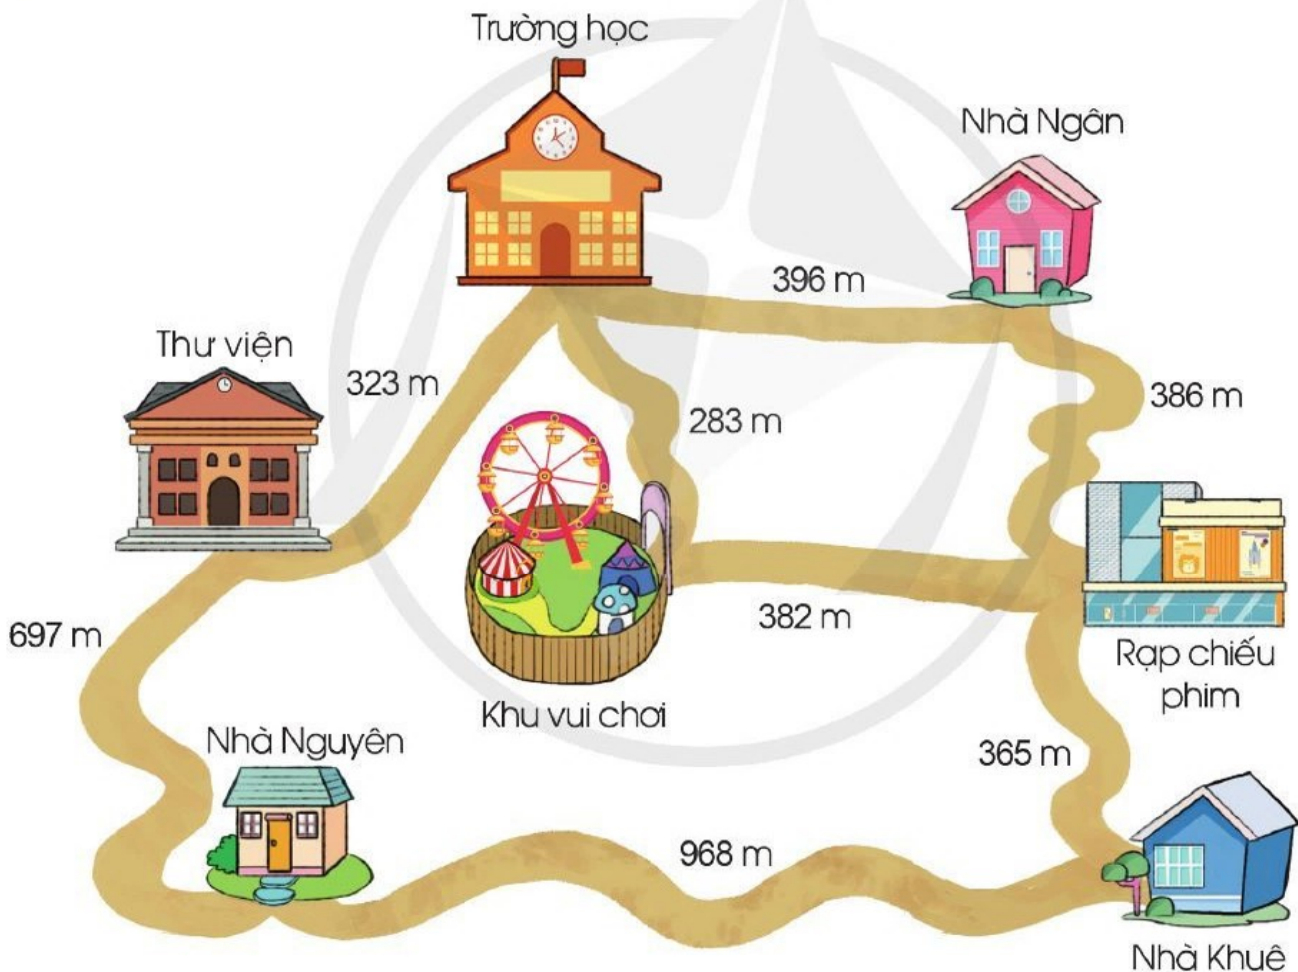 Trường học
Nhà Ngân
396 m
Thư viện
323 m
386 m
283 m
697 m
382 m
Rạp chiếu
phim
Khu vui chơi
Nhà Nguyên
365 m
968 m
Nhà Khuê